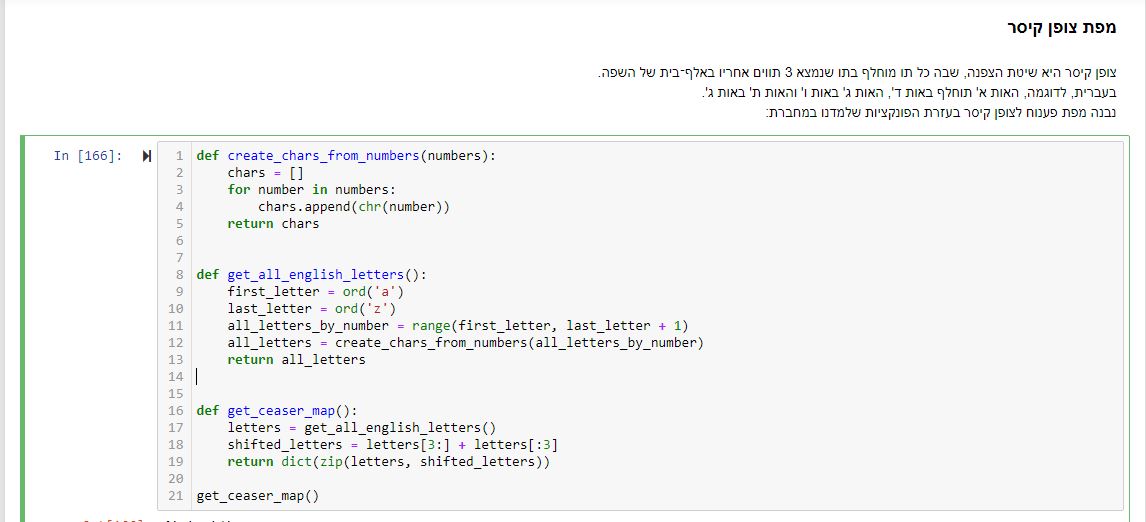 מפת צופן קיסר
צופן קיסר היא שיטת הצפנה, שבה כל תו מוחלף בתו שנמצא 3 תווים אחריו באלף־בית של השפה.
בעברית, לדוגמה, האות א' תוחלף באות ד', האות ג' באות ו' והאות ת' באות ג'.
נבנה מפת פענוח לצופן קיסר בעזרת הפונקציות שלמדנו במחברת:
In [166]:
1 def create_chars_from_numbers(numbers):
2     chars = []
3     for number in numbers:
4         chars.append(chr(number))
5     return chars
6
7
8 def get_all_english_letters():
9     first_letter = ord('a')
10     last_letter = ord('z')
11     all_letters_by_number = range(first_letter, last_letter + 1)
12     all_letters = create_chars_from_numbers(all_letters_by_number)
13     return all_letters
14
15
16 def get_ceaser_map():
17     letters = get_all_english_letters()
18     shifted_letters = letters[3:] + letters[:3]
19     return dict(zip(letters, shifted_letters))
20
21 get_ceaser_map()